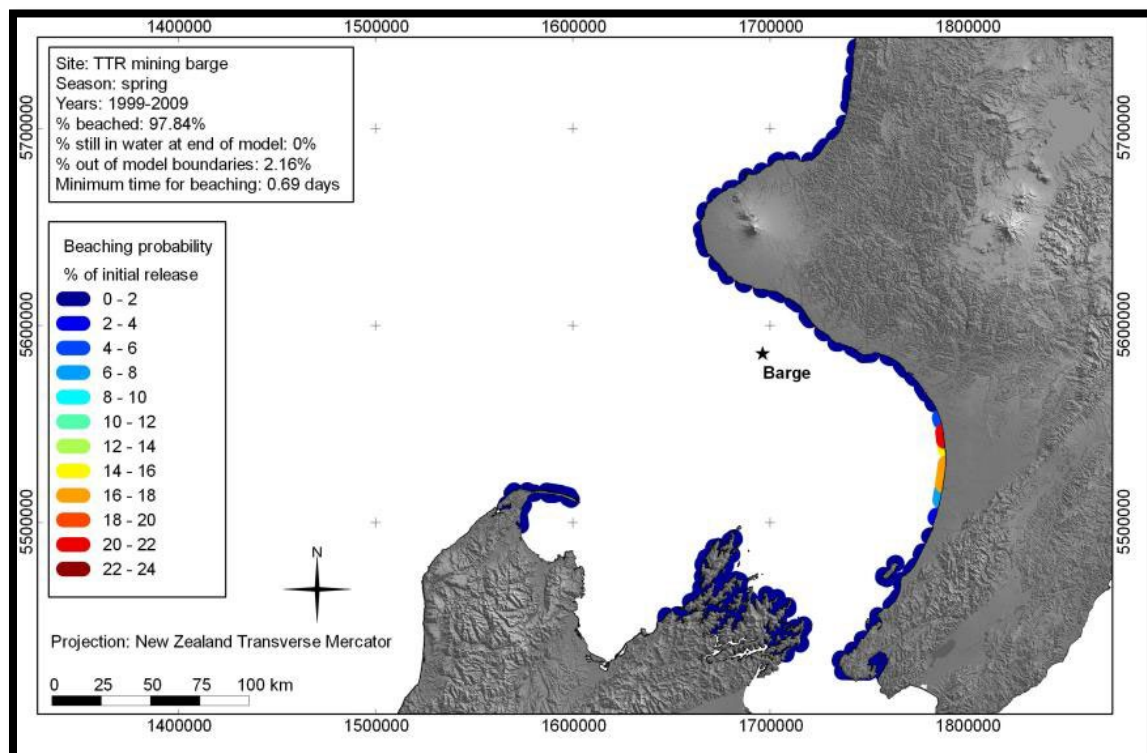 1400000 1500000 1600000 1700000 1800000
Site: TTR mining barge
Season: spring
Years: 1999-2009
% beached: 97.84%
% still in water at end of model: 0%
% out of model boundaries: 2.16%
Minimum time for beaching: 0.69 days
5700000 5700000
Beaching probability
% of initial release
0 - 2
2 - 4
4 - 6
6 - 8
8 - 10
10 - 12
12 - 14
14 - 16
16 - 18
18 - 20
20 - 22
22 - 24
5600000 5600000
Barge
5500000 5500000
N
Projection: New Zealand Transverse Mercator
0 25 50 75 100 km
1400000 1500000 1600000 1700000 1800000